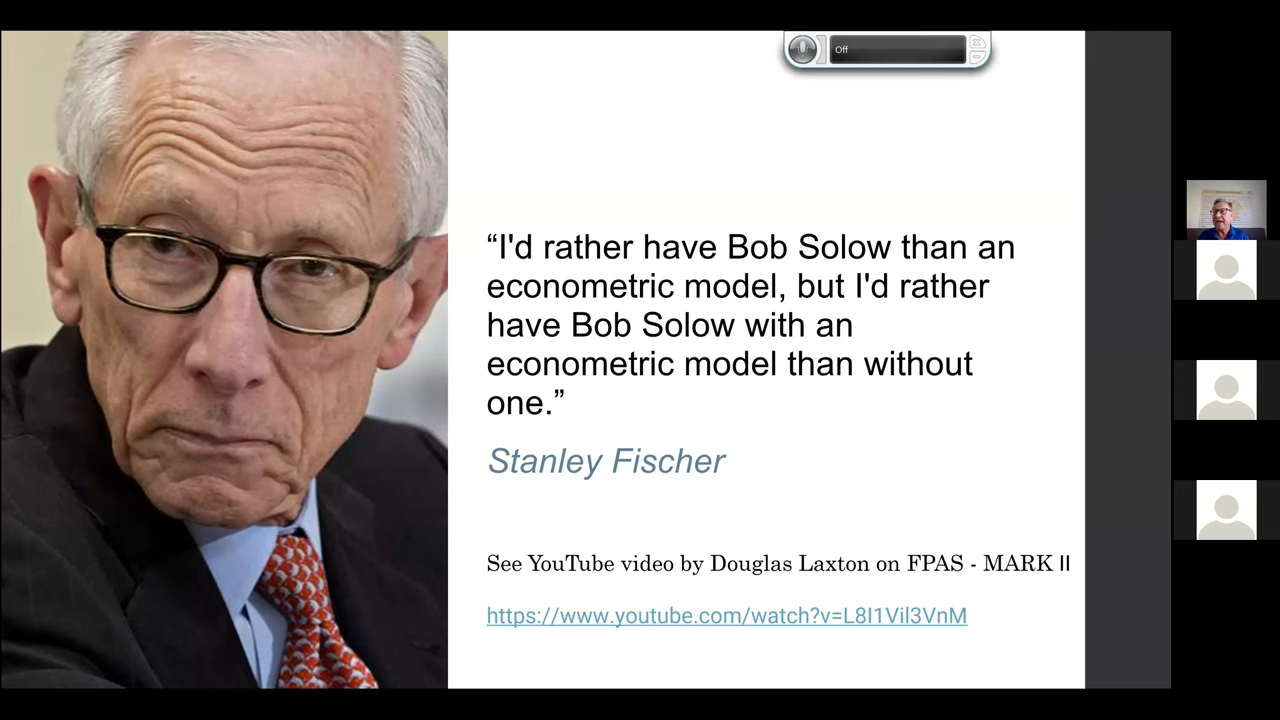 Off
“I'd rather have Bob Solow than an
econometric model, but I'd rather
have Bob Solow with an
econometric model than without
one.”
Stanley Fischer
See YouTube video by Douglas Laxton on FPAS - MARK II
https://www.youtube.com/watch?v=L8I1Vil3VnM